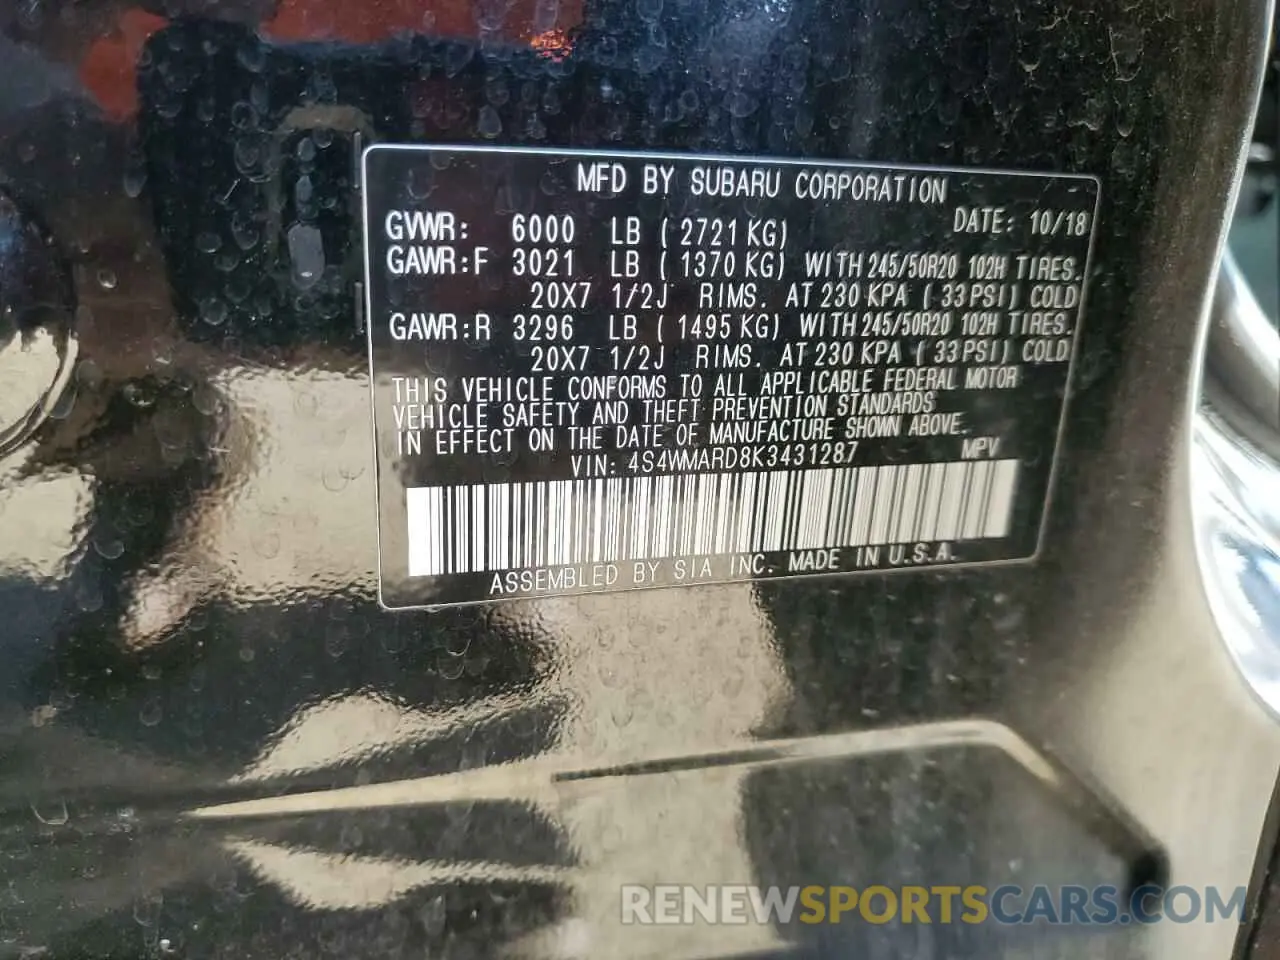 MFD BY SUBARU CORPORATION
DATE: 10/18
GVWR: 6000 LB ( 2721 KG)
GAWR:F 3021 LB ( 1370 KG) WITH 245/50R20 102H TIRES.
20X7 1/2J RIMS. AT 230 KPA ( 33 PSI) COLD
GAWR:R 3296 LB ( 1495 KG) WITH 245/50R20 102H TIRES.
20X7 1/2J RIMS. AT 230 KPA ( 33 PSI) COLD
THIS VEHICLE CONFORMS TO ALL APPLICABLE FEDERAL MOTOR
VEHICLE SAFETY AND THEFT PREVENTION STANDARDS
IN EFFECT ON THE DATE OF MANUFACTURE SHOWN ABOVE.
VIN: 4S4WMARD8K3431287 MPV
ASSEMBLED BY SIA INC. MADE IN U.S.A.
RENEWSPORTSCARS.COM